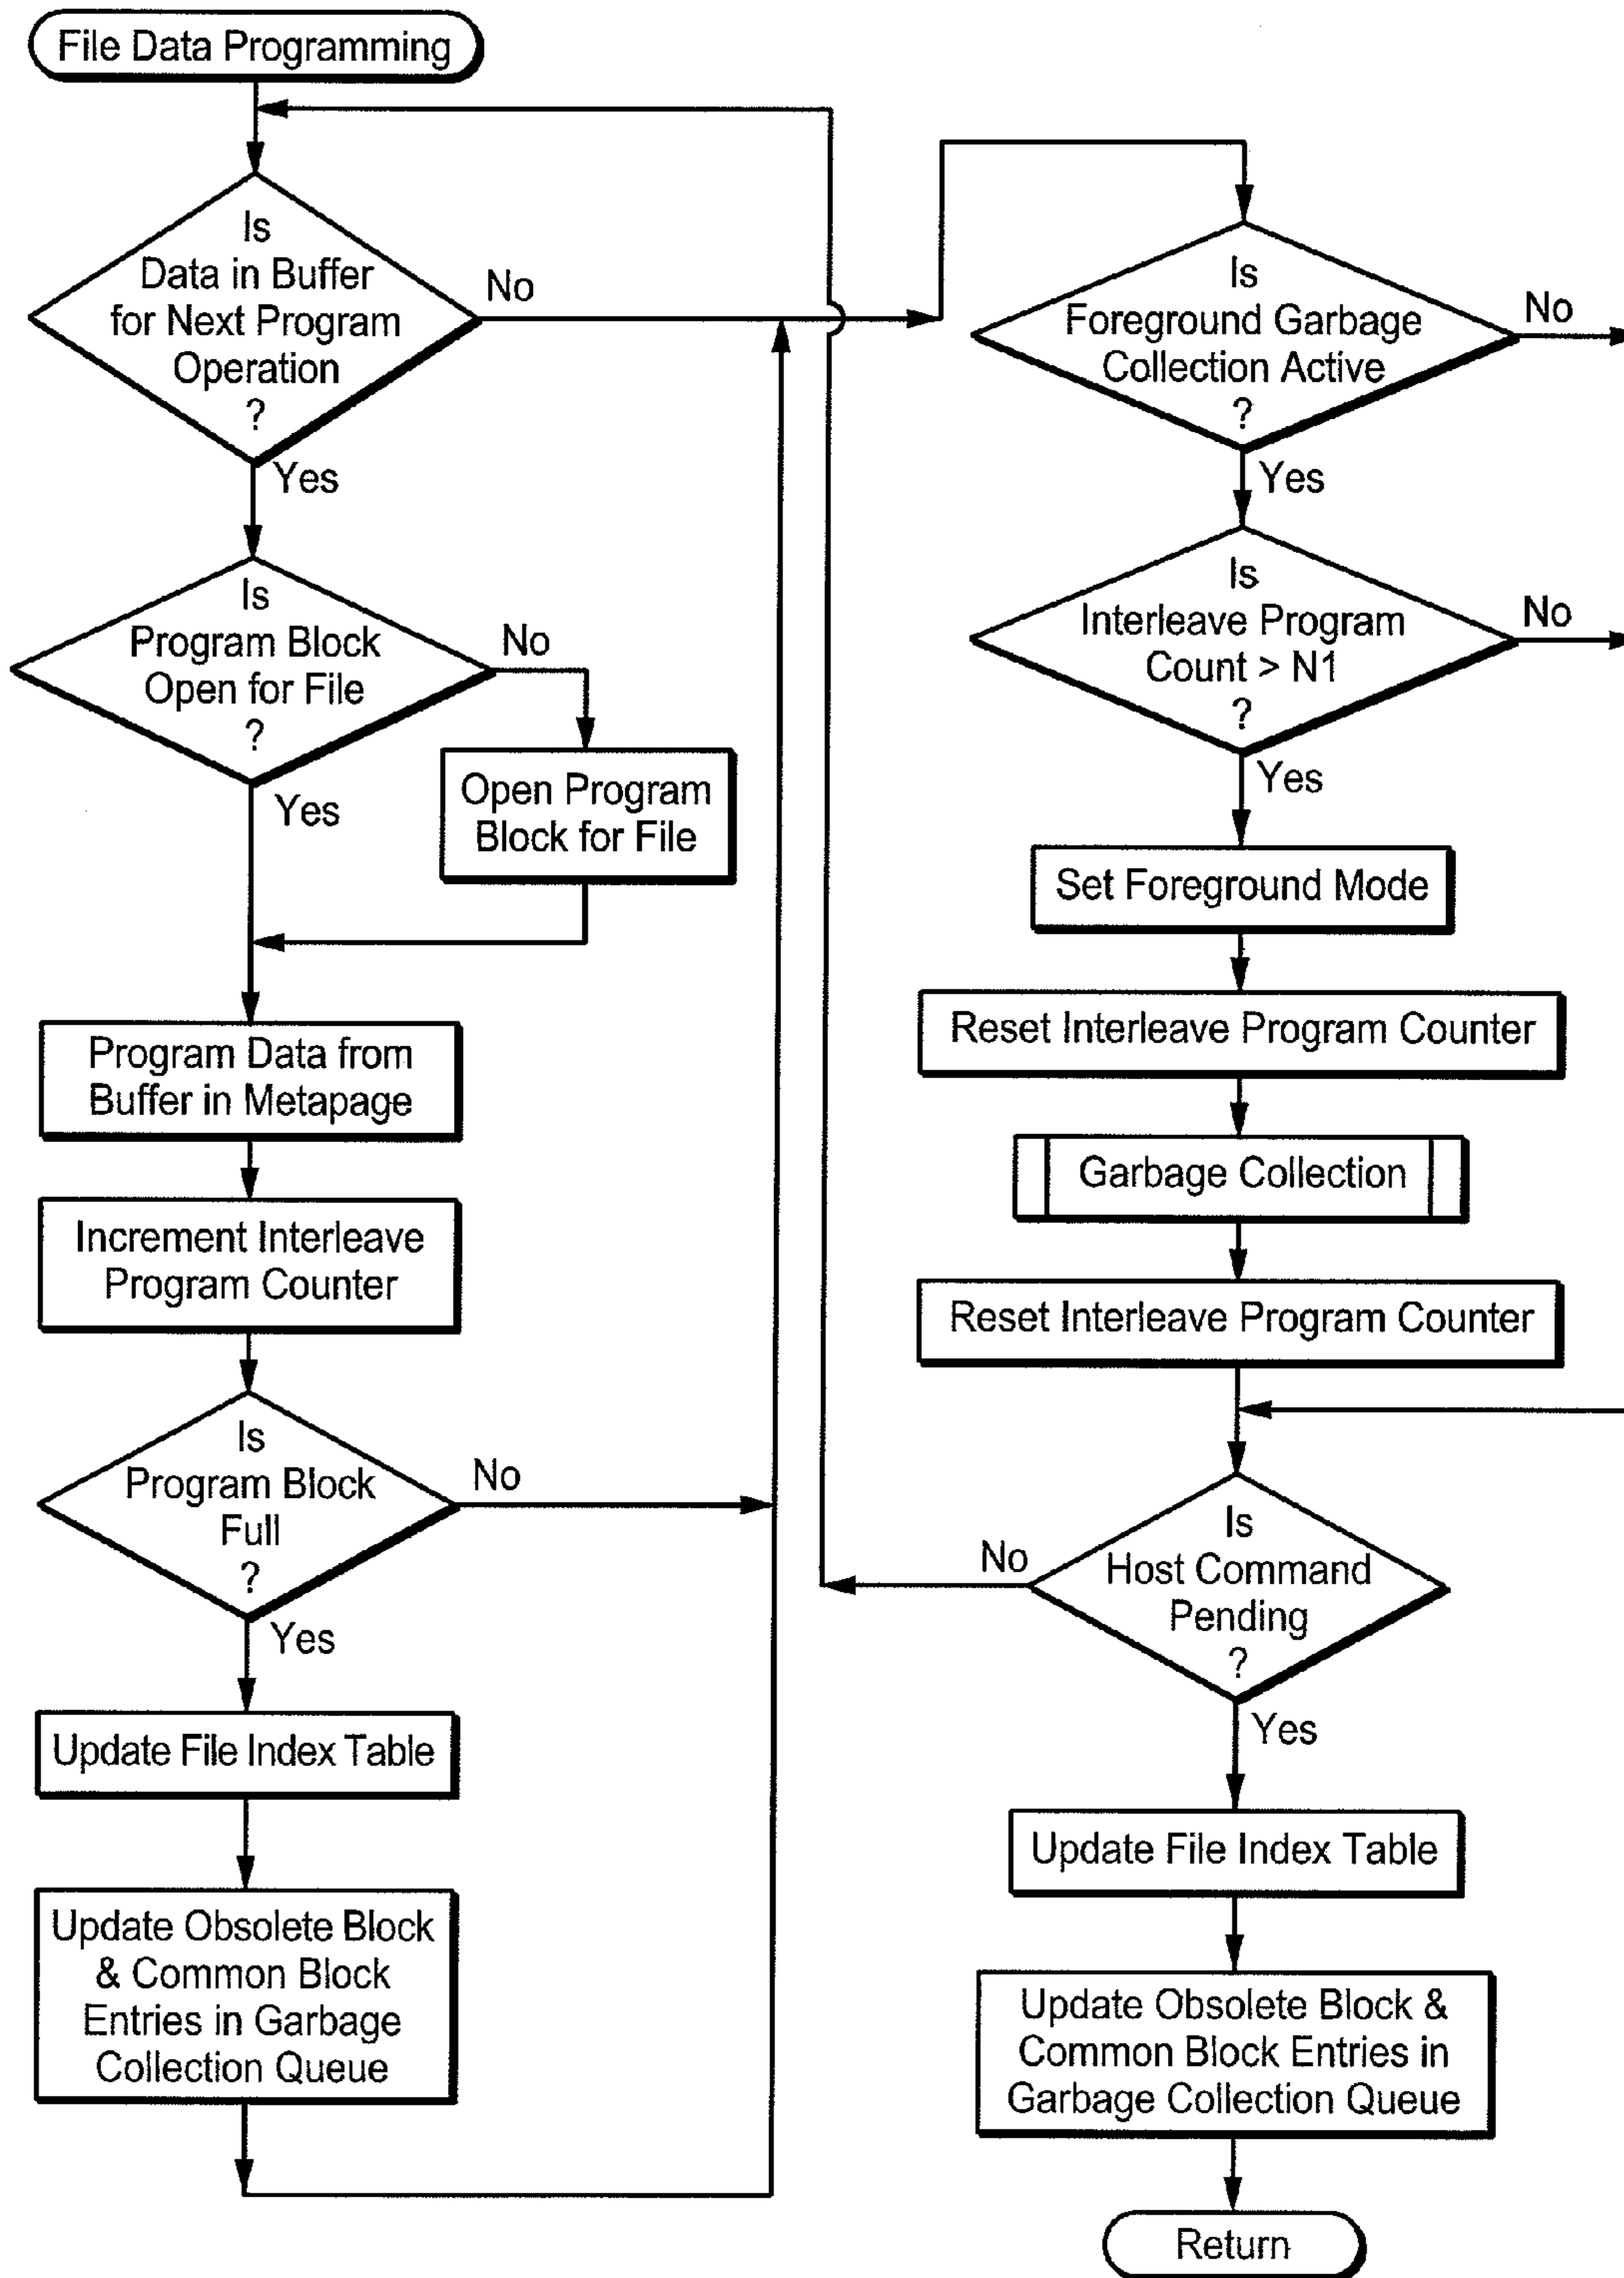 File Data Programming
Is
Data in Buffer
for Next Program
Operation
?
No
Yes
Is
Program Block
Open for File
?
No
Yes
Open Program
Block for File
Program Data from
Buffer in Metapage
Increment Interleave
Program Counter
Is
Program Block
Full
?
No
Yes
Update File Index Table
Update Obsolete Block
& Common Block
Entries in Garbage
Collection Queue
Is
Foreground Garbage
Collection Active
?
No
Yes
Is
Interleave Program
Count > N1
?
No
Yes
Set Foreground Mode
Reset Interleave Program Counter
Garbage Collection
Reset Interleave Program Counter
Is
Host Command
Pending
?
No
Yes
Update File Index Table
Update Obsolete Block &
Common Block Entries in
Garbage Collection Queue
Return